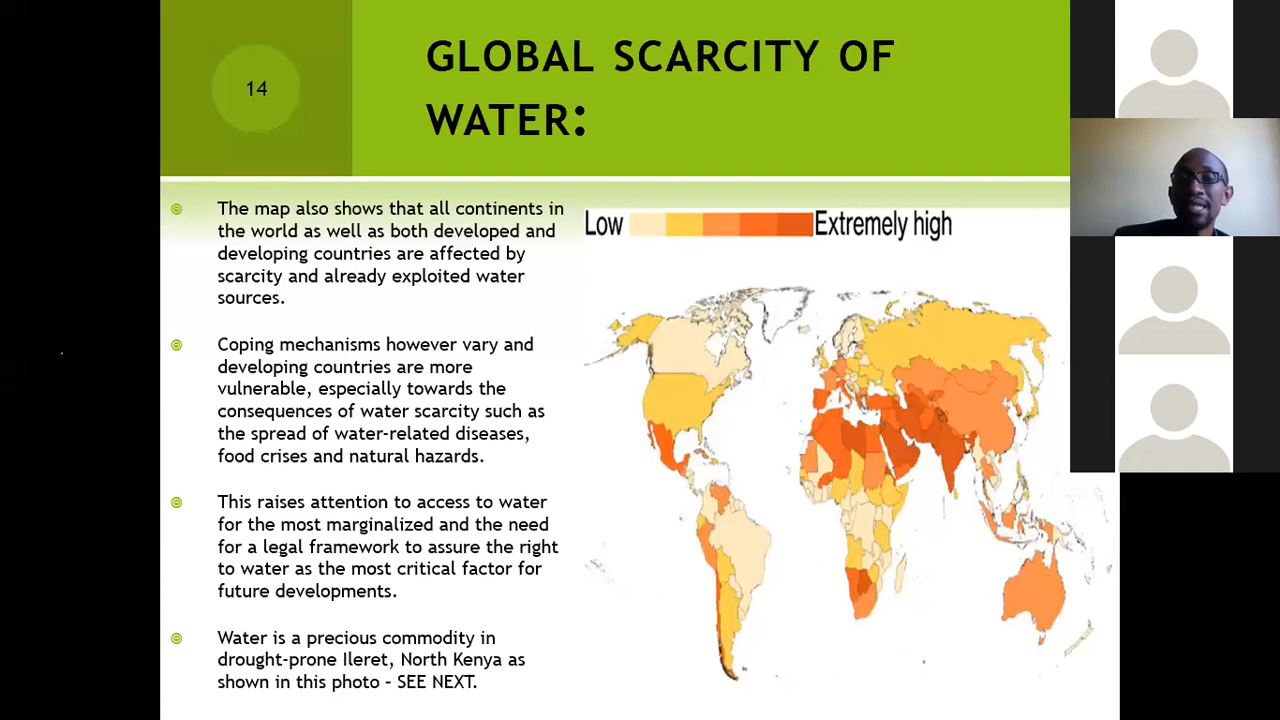 14
GLOBAL SCARCITY OF
WATER:
The map also shows that all continents in
the world as well as both developed and
developing countries are affected by
scarcity and already exploited water
sources.
Coping mechanisms however vary and
developing countries are more
vulnerable, especially towards the
consequences of water scarcity such as
the spread of water-related diseases,
food crises and natural hazards.
This raises attention to access to water
for the most marginalized and the need
for a legal framework to assure the right
to water as the most critical factor for
future developments.
Water is a precious commodity in
drought-prone Ileret, North Kenya as
shown in this photo – SEE NEXT.
Low
Extremely high